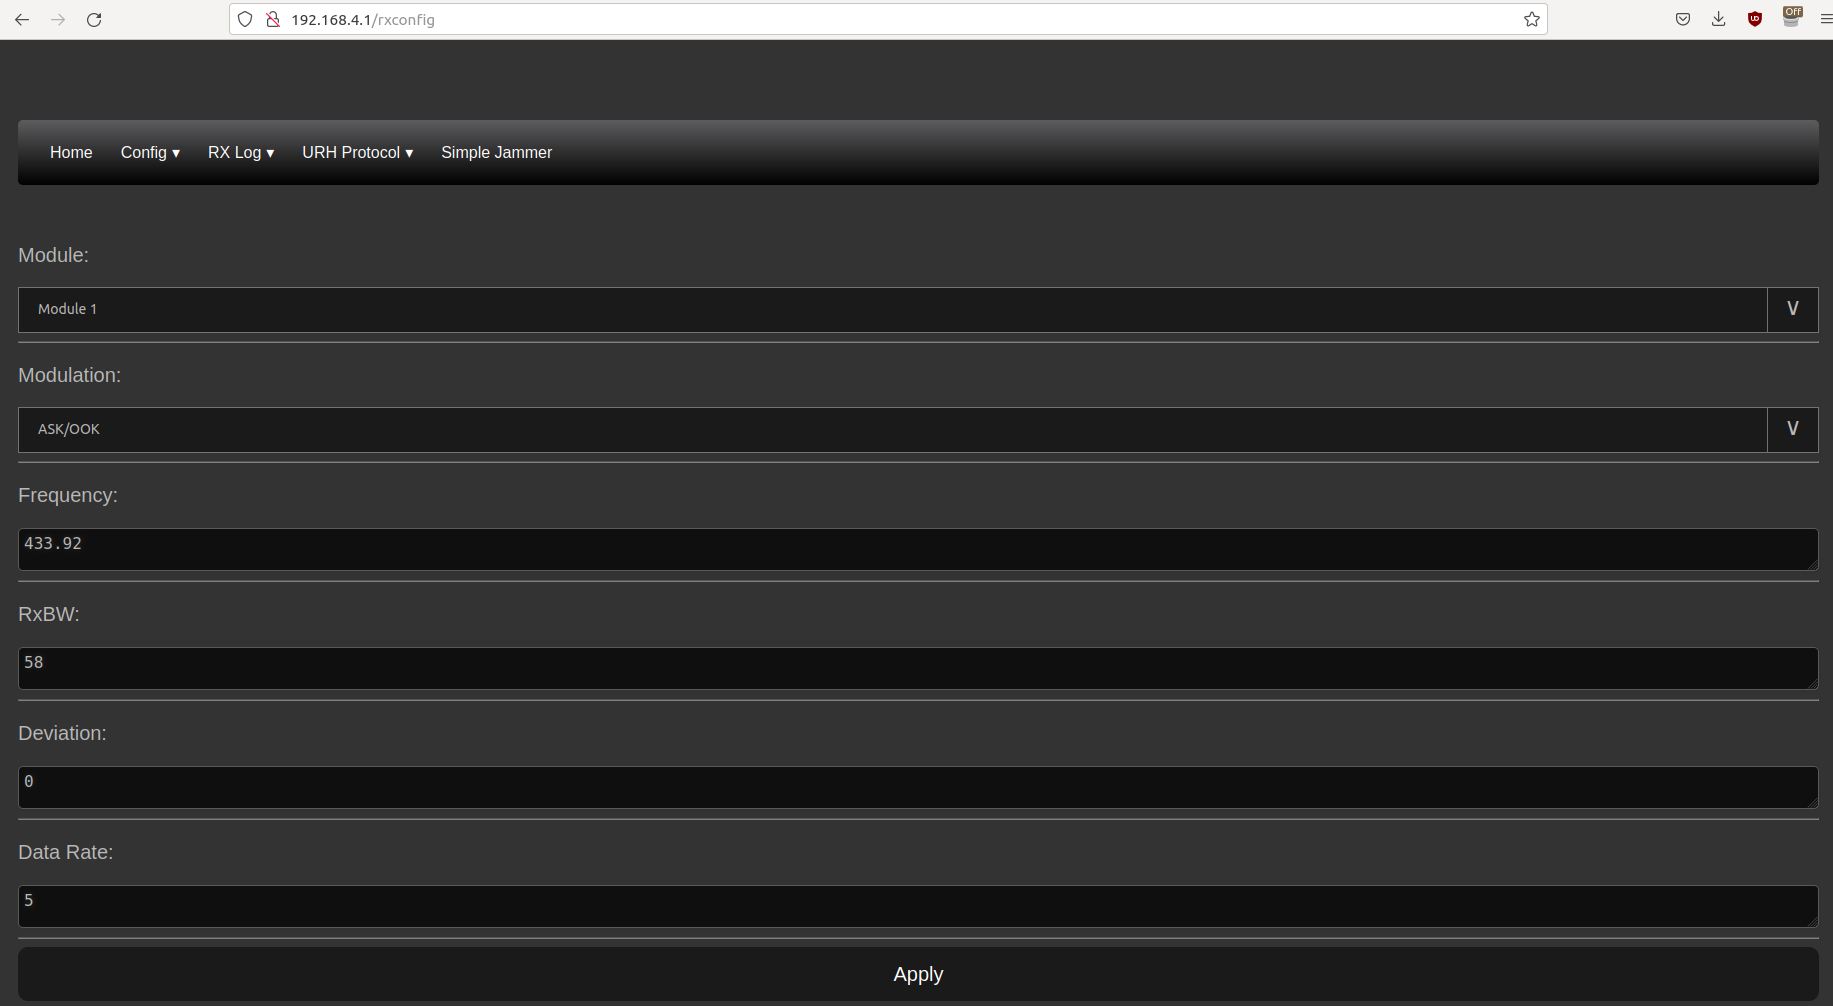 192.168.4.1/rxconfig
Off
Home Config ▾ RX Log ▾ URH Protocol ▾ Simple Jammer
Module:
Module 1
V
Modulation:
ASK/OOK
V
Frequency:
433.92
RxBW:
58
Deviation:
0
Data Rate:
5
Apply